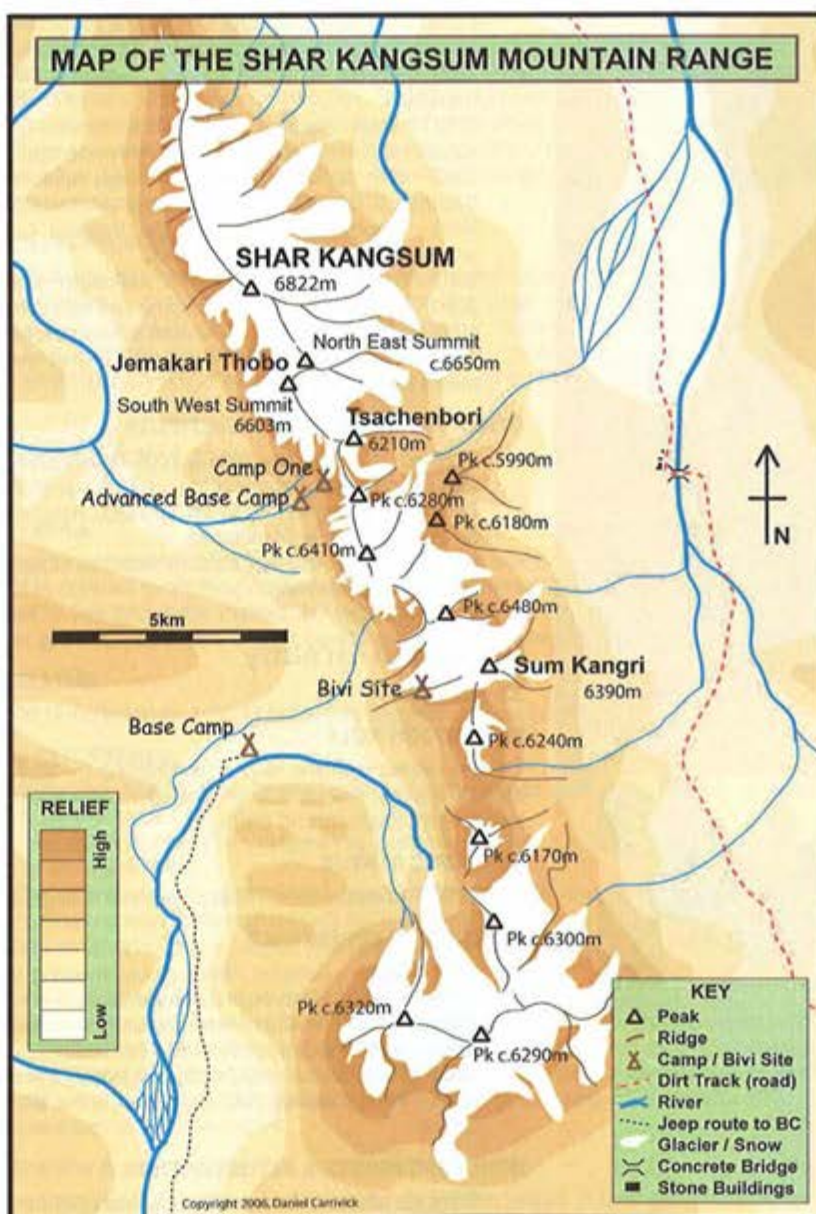 MAP OF THE SHAR KANGSUM MOUNTAIN RANGE
SHAR KANGSUM
6822m
North East Summit
c.6650m
Jemakari Thobo
South West Summit
6603m
Tsachenbori
6210m
Camp One
Pk c.5990m
Advanced Base Camp
Pk c.6280m
Pk c.6180m
Pk c.6410m
N
Pk c.6480m
5km
Sum Kangri
6390m
Bivi Site
Base Camp
Pk c.6240m
RELIEF
High
Low
Pk c.6170m
Pk c.6300m
Pk c.6320m
Pk c.6290m
KEY
Peak
Ridge
Camp / Bivi Site
Dirt Track (road)
River
Jeep route to BC
Glacier / Snow
Concrete Bridge
Stone Buildings
Copyright 2006, Daniel Carrivick